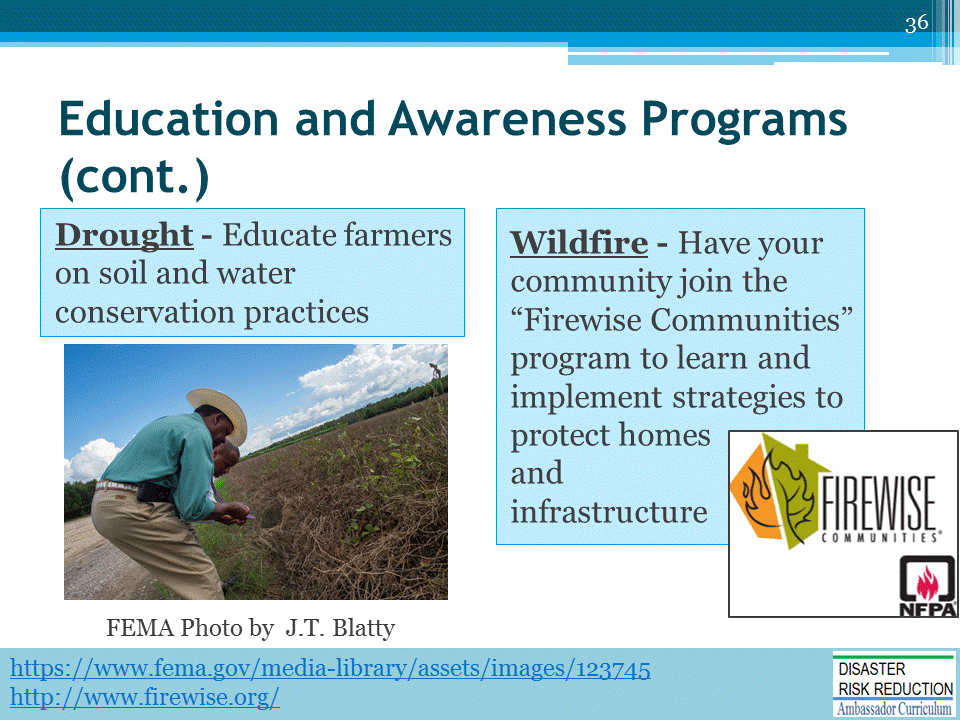 36
Education and Awareness Programs
(cont.)
Drought - Educate farmers
on soil and water
conservation practices
Wildfire - Have your
community join the
“Firewise Communities”
program to learn and
implement strategies to
protect homes
and
infrastructure
FIREWISE
COMMUNITIES®
NFPA®
FEMA Photo by J.T. Blatty
https://www.fema.gov/media-library/assets/images/123745
http://www.firewise.org/
DISASTER
RISK REDUCTION
Ambassador Curriculum